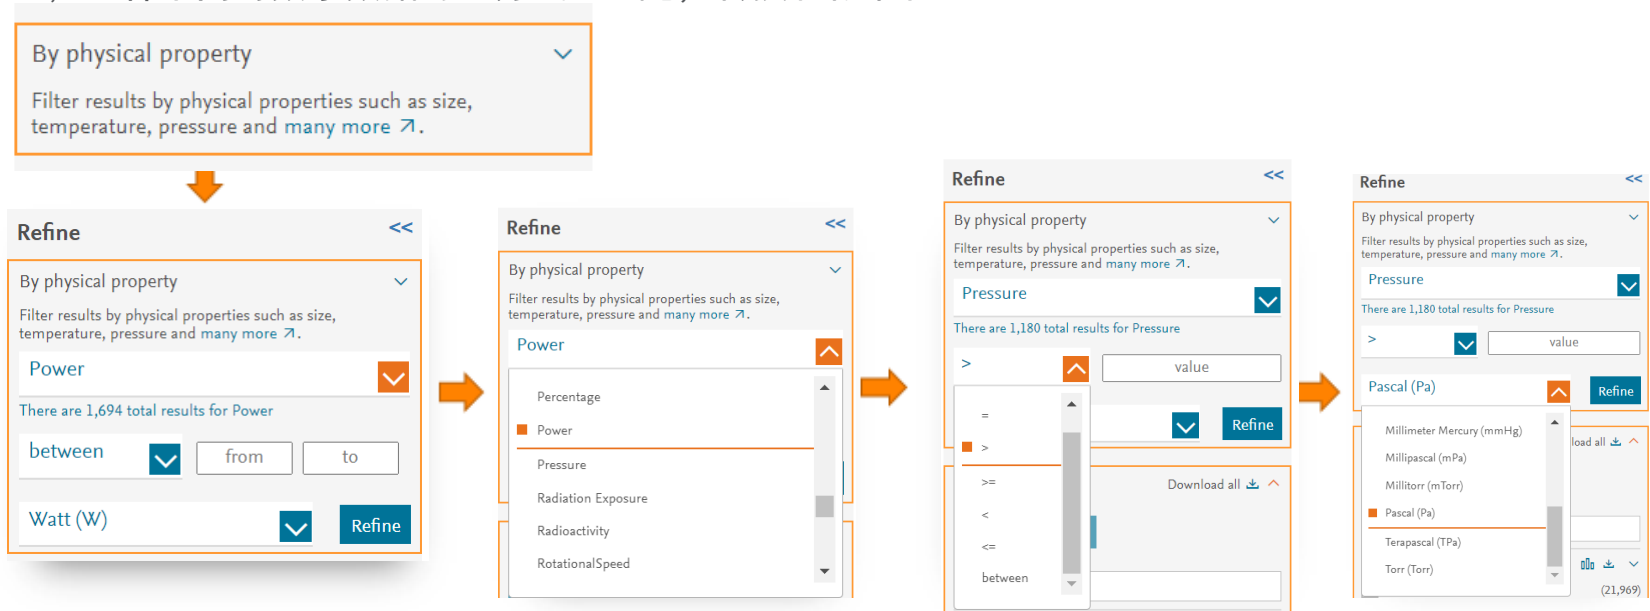 By physical property
Filter results by physical properties such as size,
temperature, pressure and many more ↗.
Refine <<
By physical property
Filter results by physical properties such as size,
temperature, pressure and many more ↗.
Power
There are 1,694 total results for Power
between from to
Watt (W) Refine
Refine <<
By physical property
Filter results by physical properties such as size,
temperature, pressure and many more ↗.
Power
Percentage
Power
Pressure
Radiation Exposure
Radioactivity
RotationalSpeed
Refine <<
By physical property
Filter results by physical properties such as size,
temperature, pressure and many more ↗.
Pressure
There are 1,180 total results for Pressure
> value
Refine
=
>
>=
<
<=
between
Download all
Refine <<
By physical property
Filter results by physical properties such as size,
temperature, pressure and many more ↗.
Pressure
There are 1,180 total results for Pressure
> value
Pascal (Pa) Refine
Millimeter Mercury (mmHg)
load all
Millipascal (mPa)
Millitorr (mTorr)
Pascal (Pa)
Terapascal (TPa)
Torr (Torr)
(21,969)